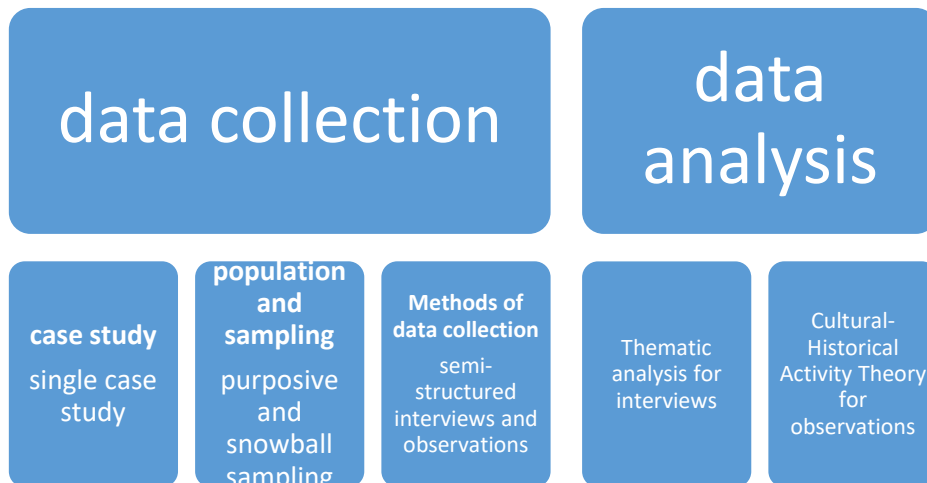 data collection
data
analysis
case study
single case
study
population
and
sampling
purposive
and
snowball
sampling
Methods of
data collection
semi-
structured
interviews and
observations
Thematic
analysis for
interviews
Cultural-
Historical
Activity Theory
for
observations